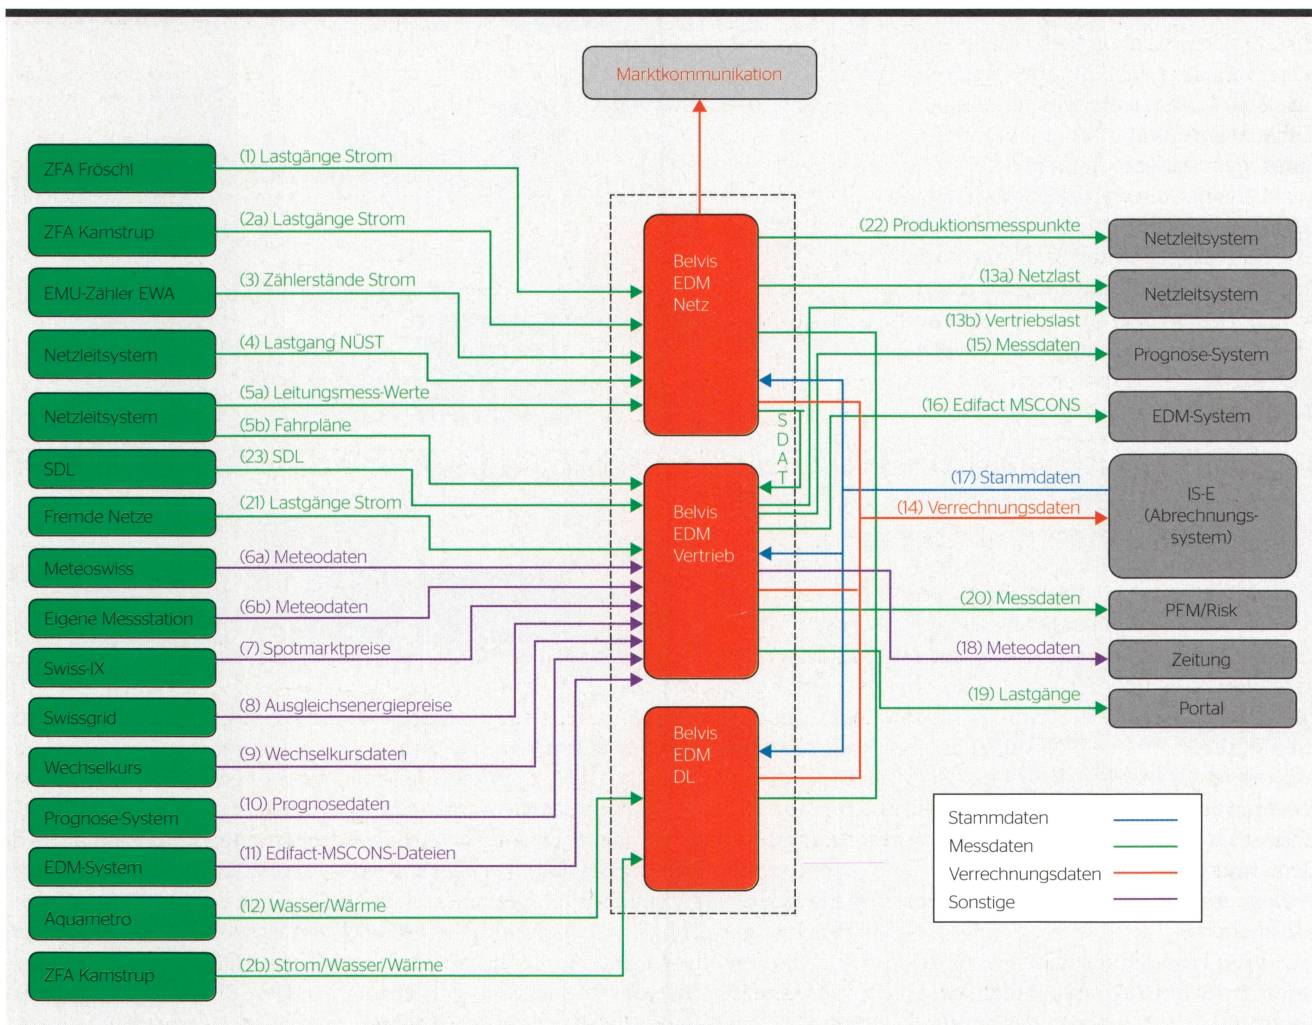 Marktkommunikation
ZFA Fröschl
(1) Lastgänge Strom
ZFA Kamstrup
(2a) Lastgänge Strom
EMU-Zähler EWA
(3) Zählerstände Strom
Netzleitsystem
(4) Lastgang NÜST
Netzleitsystem
(5a) Leitungsmess-Werte
(5b) Fahrpläne
SDL
(23) SDL
Fremde Netze
(21) Lastgänge Strom
Meteoswiss
(6a) Meteodaten
Eigene Messstation
(6b) Meteodaten
Swiss-IX
(7) Spotmarktpreise
Swissgrid
(8) Ausgleichsenergiepreise
Wechselkurs
(9) Wechselkursdaten
Prognose-System
(10) Prognosedaten
EDM-System
(11) Edifact-MSCONS-Dateien
Aquametro
(12) Wasser/Wärme
ZFA Kamstrup
(2b) Strom/Wasser/Wärme
Belvis
EDM
Netz
SDAT
Belvis
EDM
Vertrieb
Belvis
EDM
DL
(22) Produktionsmesspunkte
Netzleitsystem
(13a) Netzlast
Netzleitsystem
(13b) Vertriebslast
(15) Messdaten
Prognose-System
(16) Edifact MSCONS
EDM-System
(17) Stammdaten
(14) Verrechnungsdaten
IS-E
(Abrechnungs-
system)
(20) Messdaten
PFM/Risk
(18) Meteodaten
Zeitung
(19) Lastgänge
Portal
Stammdaten
Messdaten
Verrechnungsdaten
Sonstige